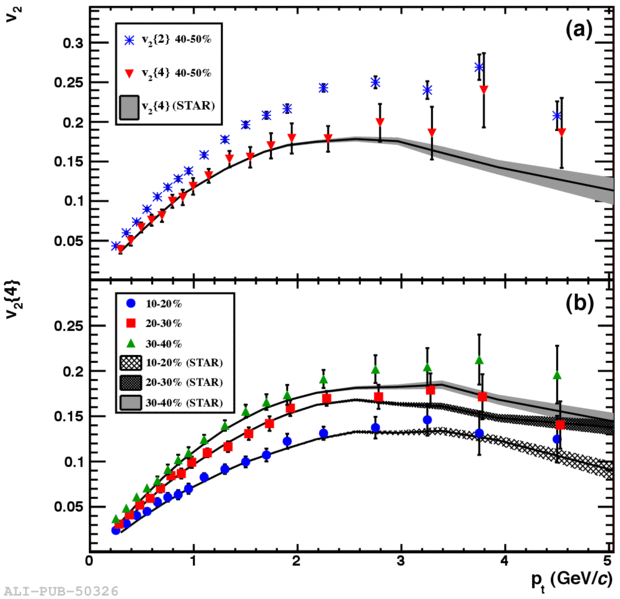 v2
0.3
0.25
0.2
0.15
0.1
0.05
(a)
v2{2} 40-50%
v2{4} 40-50%
v2{4} (STAR)
v2{4}
0.25
0.2
0.15
0.1
0.05
(b)
10-20%
20-30%
30-40%
10-20% (STAR)
20-30% (STAR)
30-40% (STAR)
0 1 2 3 4 5
pt (GeV/c)
ALI-PUB-50326